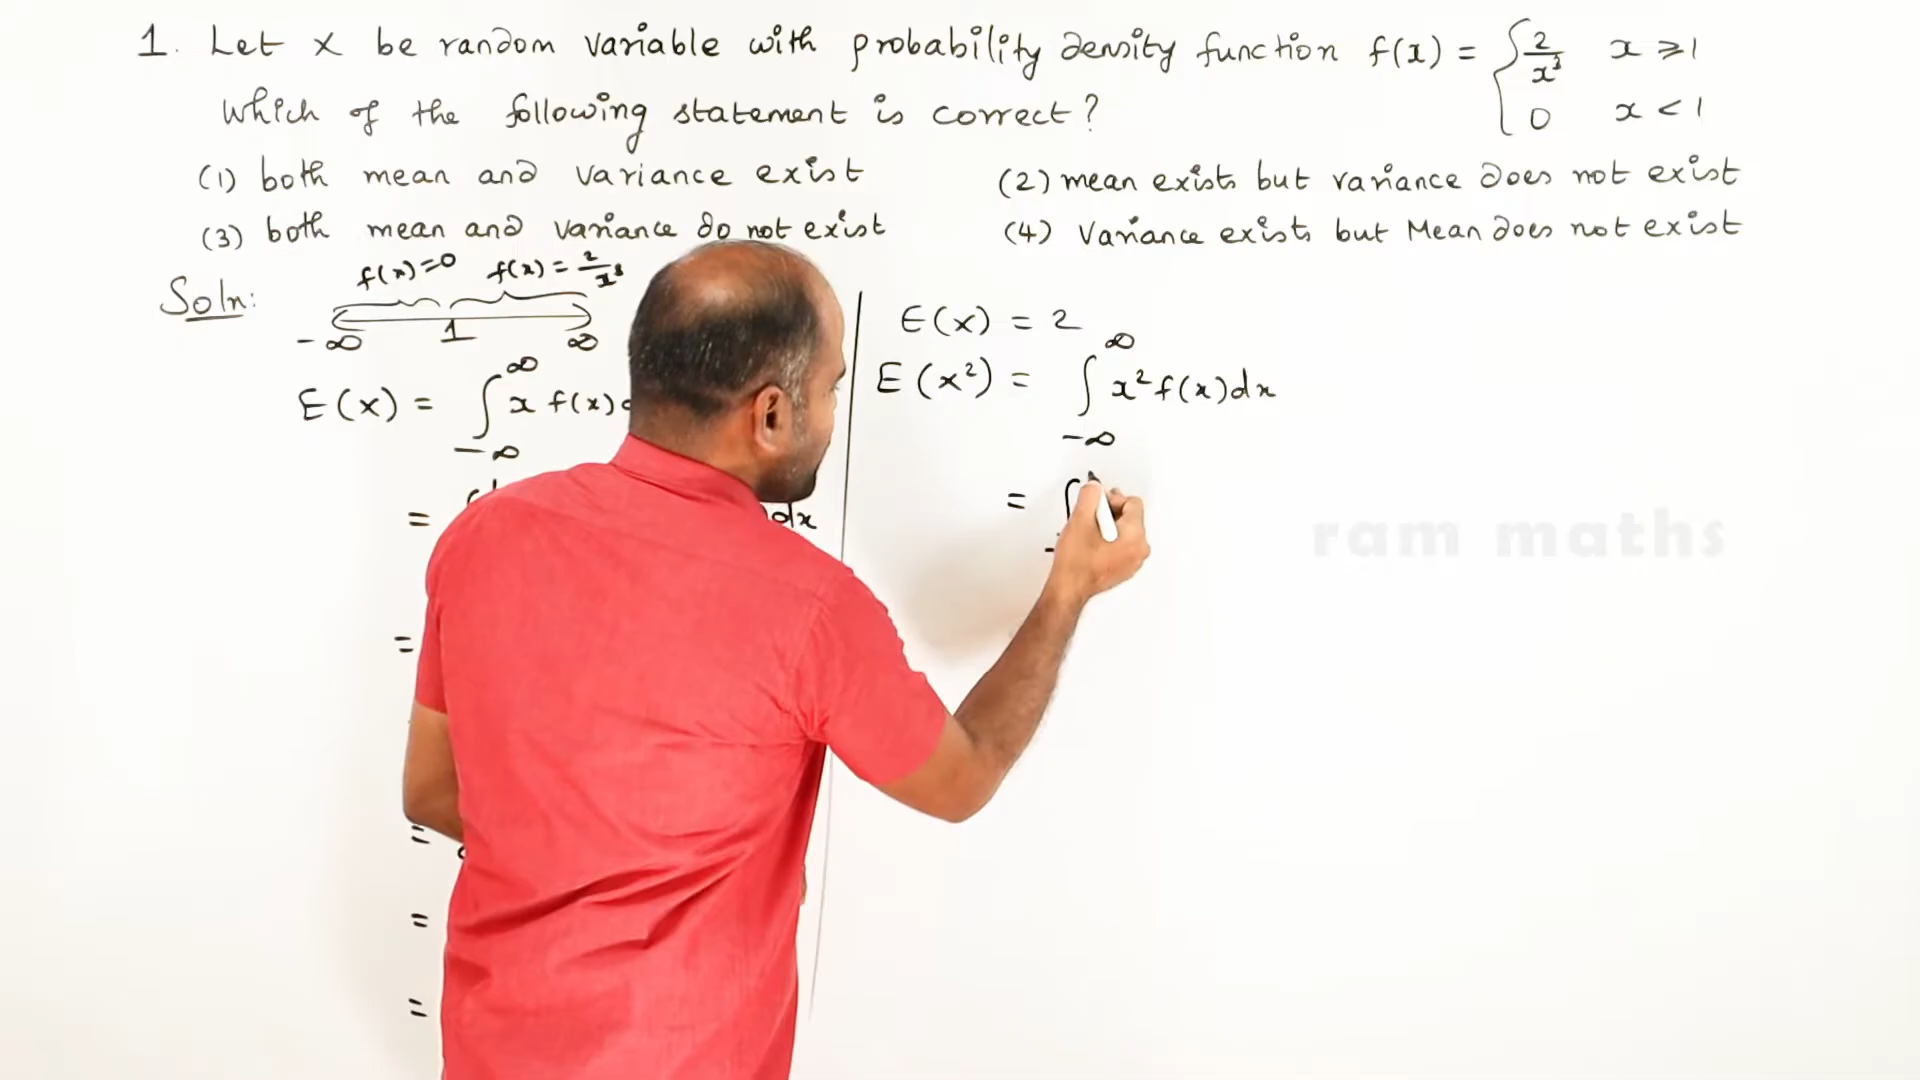 1. Let x be random variable with probability density function f(x) = { 2/x³ x ⩾ 1
0 x < 1
Which of the following statement is correct?
(1) both mean and variance exist
(2) mean exists but variance does not exist
(3) both mean and variance do not exist
(4) Variance exists but Mean does not exist
Soln:
f(x)=0 f(x) = 2/x³
-∞ 1 ∞
E(x) = ∫ -∞ ∞ x f(x)
= dx
=
=
=
=
E(x) = 2
E(x²) = ∫ -∞ ∞ x² f(x) dx
= ∫
ram maths